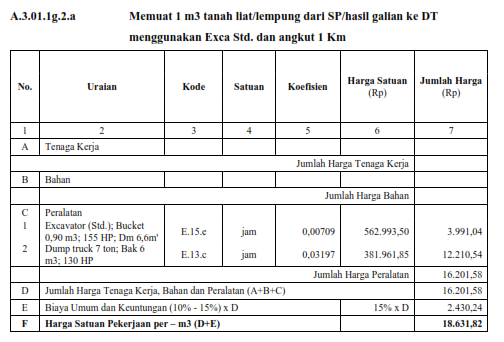 A.3.01.1g.2.a Memuat 1 m3 tanah liat/lempung dari SP/hasil galian ke DT
menggunakan Exca Std. dan angkut 1 Km
No. Uraian Kode Satuan Koefisien Harga Satuan (Rp) Jumlah Harga (Rp)
1 2 3 4 5 6 7
A Tenaga Kerja
Jumlah Harga Tenaga Kerja
B Bahan
Jumlah Harga Bahan
C Peralatan
1 Excavator (Std.); Bucket
0,90 m3; 155 HP; Dm 6,6m' E.15.c jam 0,00709 562.993,50 3.991,04
2 Dump truck 7 ton; Bak 6
m3; 130 HP E.13.c jam 0,03197 381.961,85 12.210,54
Jumlah Harga Peralatan 16.201,58
D Jumlah Harga Tenaga Kerja, Bahan dan Peralatan (A+B+C) 16.201,58
E Biaya Umum dan Keuntungan (10% - 15%) x D 15% x D 2.430,24
F Harga Satuan Pekerjaan per – m3 (D+E) 18.631,82